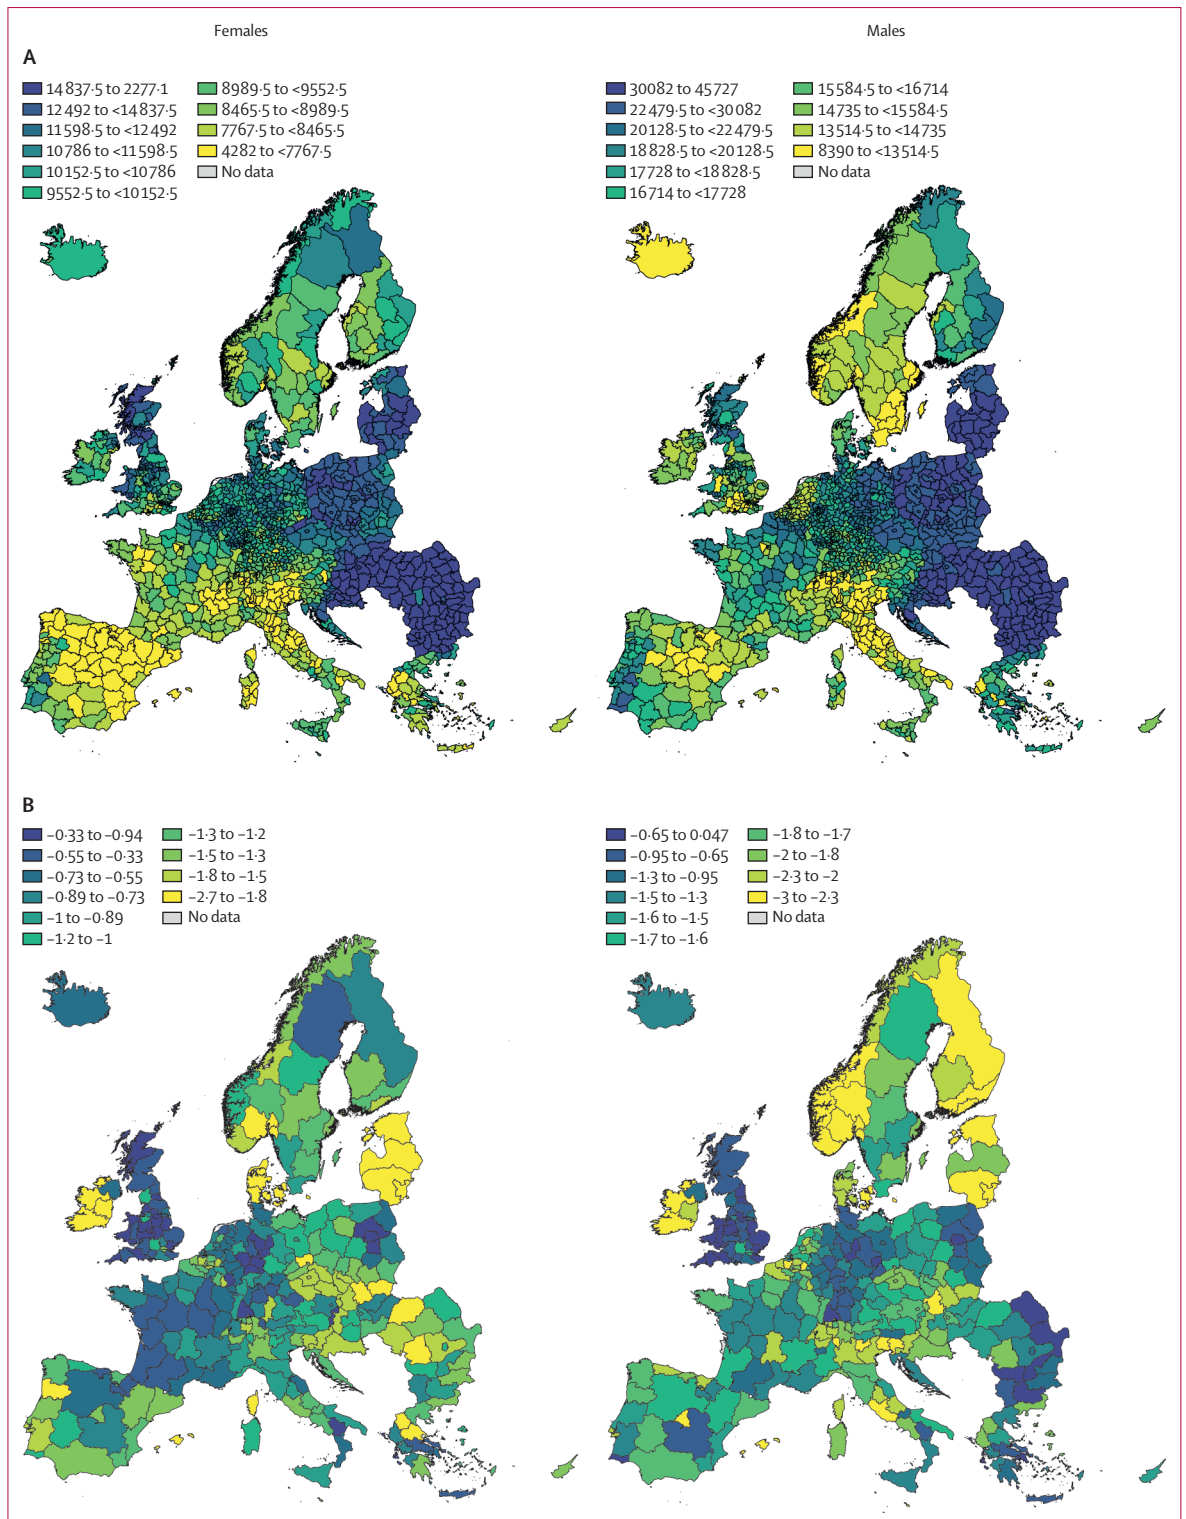 Females Males
A
14 837·5 to 2277·1 8989·5 to <9552·5 30082 to 45727 15 584·5 to <16 714
12 492 to <14 837·5 8465·5 to <8989·5 22 479·5 to <30 082 14735 to <15 584·5
11 598·5 to <12 492 7767·5 to <8465·5 20 128·5 to <22 479·5 13 514·5 to <14735
10 786 to <11 598·5 4282 to <7767·5 18 828·5 to <20 128·5 8390 to <13 514·5
10 152·5 to <10 786 No data 17728 to <18 828·5 No data
9552·5 to <10 152·5 16 714 to <17728
B
–0·33 to –0·94 –1·3 to –1·2 –0·65 to 0·047 –1·8 to –1·7
–0·55 to –0·33 –1·5 to –1·3 –0·95 to –0·65 –2 to –1·8
–0·73 to –0·55 –1·8 to –1·5 –1·3 to –0·95 –2·3 to –2
–0·89 to –0·73 –2·7 to –1·8 –1·5 to –1·3 –3 to –2·3
–1 to –0·89 No data –1·6 to –1·5 No data
–1·2 to –1 –1·7 to –1·6